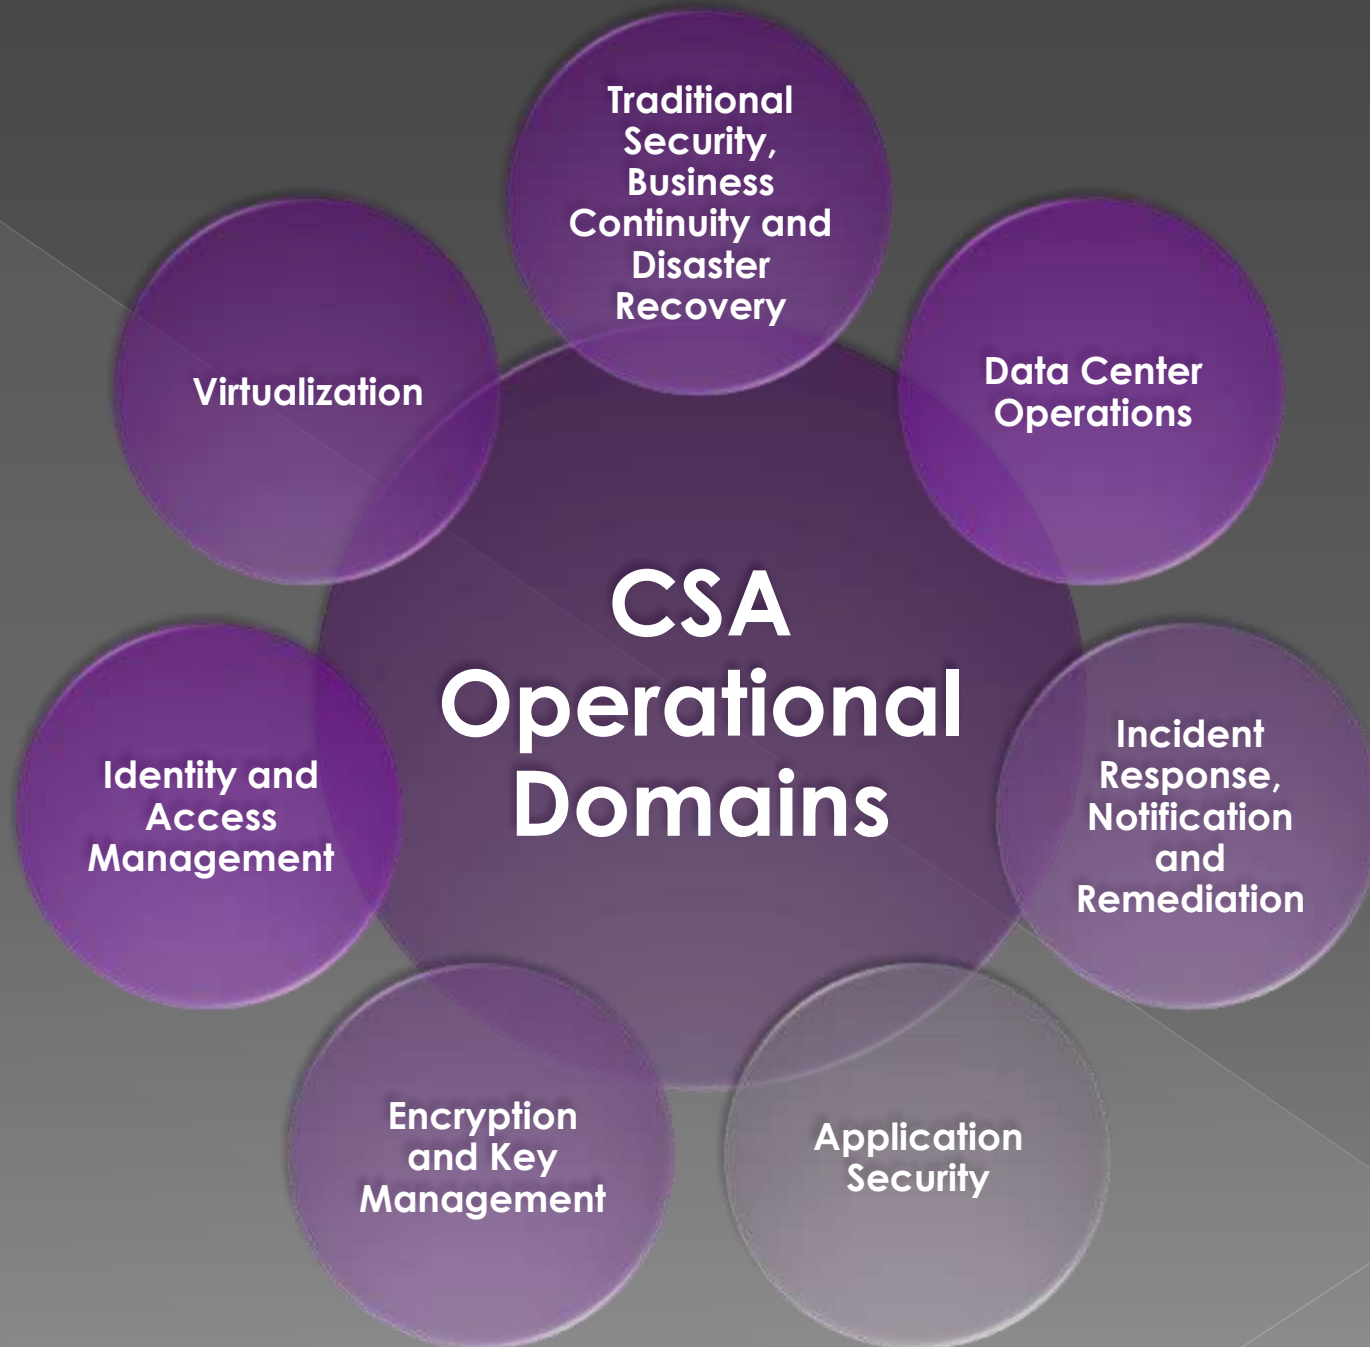 Traditional
Security,
Business
Continuity and
Disaster
Recovery
Data Center
Operations
Virtualization
CSA
Operational
Domains
Incident
Response,
Notification
and
Remediation
Identity and
Access
Management
Encryption
and Key
Management
Application
Security